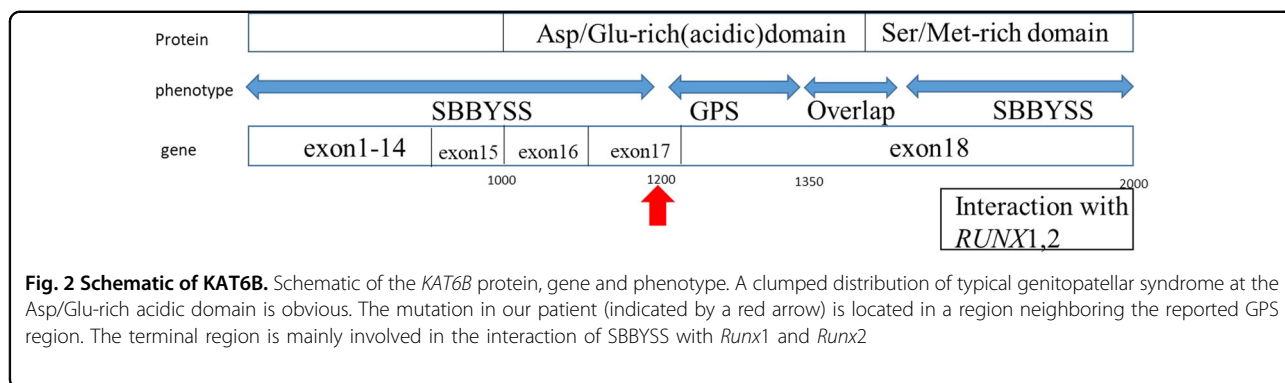 Protein Asp/Glu-rich(acidic)domain Ser/Met-rich domain
phenotype
SBBYSS GPS Overlap SBBYSS
gene exon1-14 exon15 exon16 exon17 exon18
1000 1200 1350 2000
Interaction with
RUNX1,2
Fig. 2 Schematic of KAT6B. Schematic of the KAT6B protein, gene and phenotype. A clumped distribution of typical genitopatellar syndrome at the
Asp/Glu-rich acidic domain is obvious. The mutation in our patient (indicated by a red arrow) is located in a region neighboring the reported GPS
region. The terminal region is mainly involved in the interaction of SBBYSS with Runx1 and Runx2